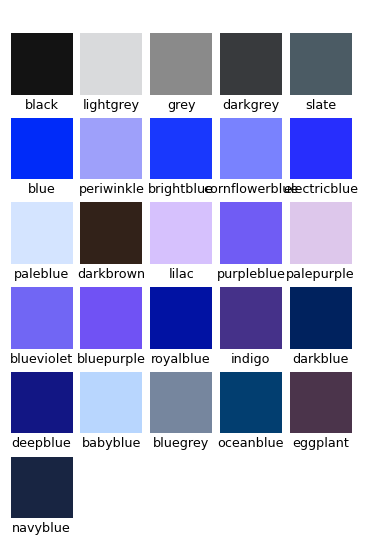 black lightgrey grey darkgrey slate
blue periwinkle brightblue cornflowerblue electricblue
paleblue darkbrown lilac purpleblue palepurple
blueviolet bluepurple royalblue indigo darkblue
deepblue babyblue bluegrey oceanblue eggplant
navyblue